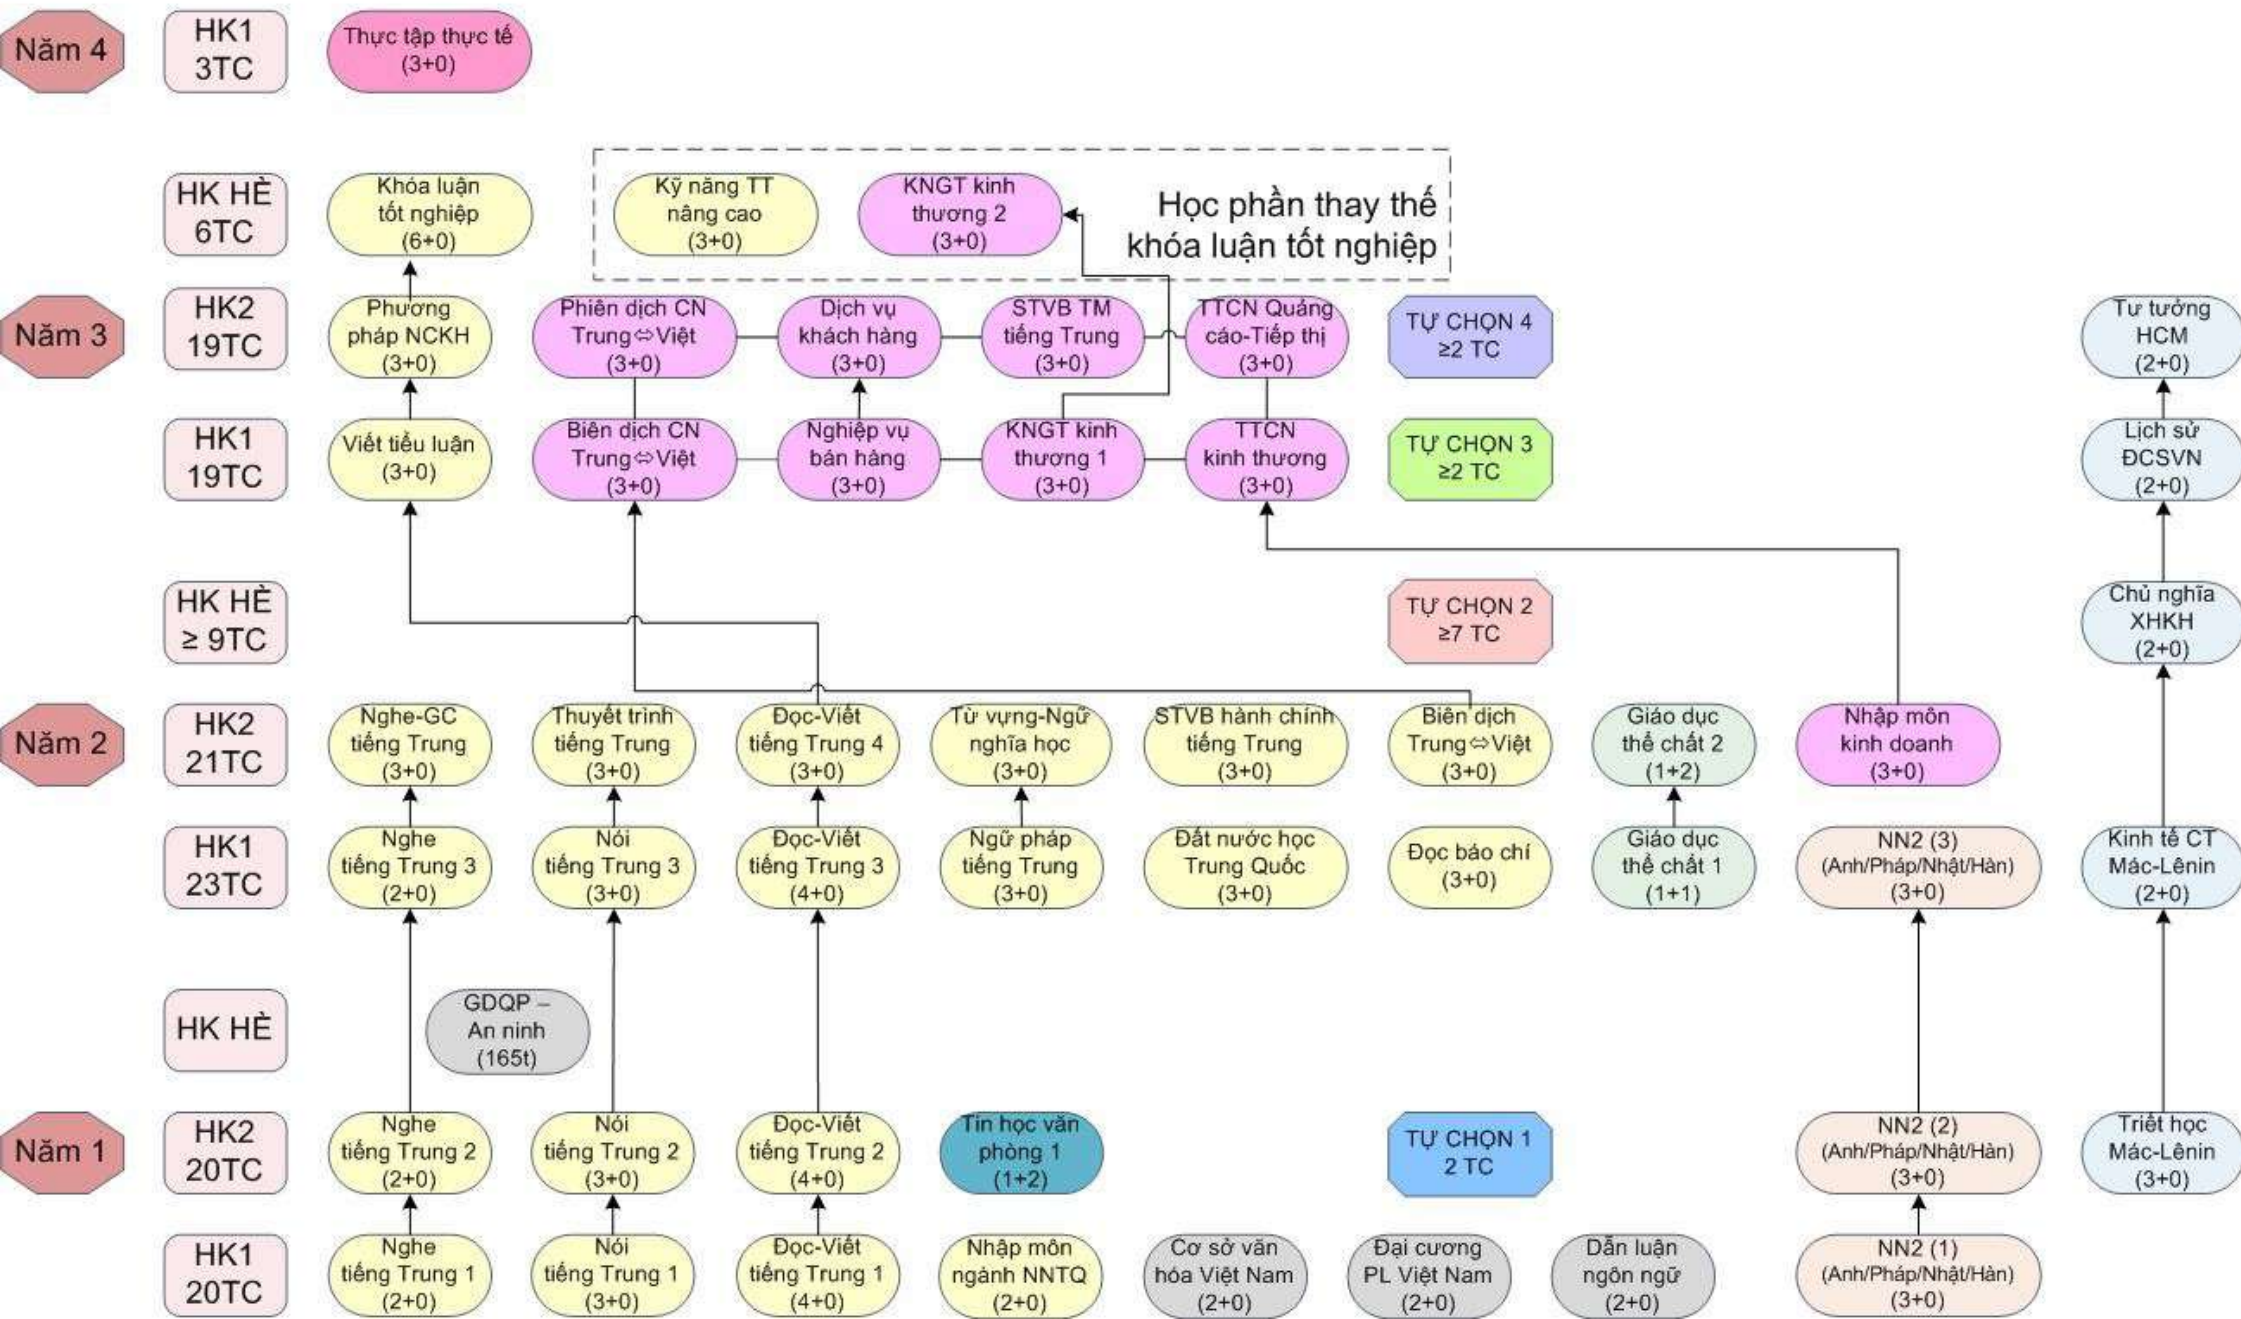 Năm 4
HK1
3TC
Thực tập thực tế
(3+0)
HK HÈ
6TC
Khóa luận
tốt nghiệp
(6+0)
Kỹ năng TT
nâng cao
(3+0)
KNGT kinh
thương 2
(3+0)
Học phần thay thế
khóa luận tốt nghiệp
Năm 3
HK2
19TC
Phương
pháp NCKH
(3+0)
Phiên dịch CN
Trung⇔Việt
(3+0)
Dịch vụ
khách hàng
(3+0)
STVB TM
tiếng Trung
(3+0)
TTCN Quảng
cáo-Tiếp thị
(3+0)
TỰ CHỌN 4
≥2 TC
Tư tưởng
HCM
(2+0)
HK1
19TC
Viết tiểu luận
(3+0)
Biên dịch CN
Trung⇔Việt
(3+0)
Nghiệp vụ
bán hàng
(3+0)
KNGT kinh
thương 1
(3+0)
TTCN
kinh thương
(3+0)
TỰ CHỌN 3
≥2 TC
Lịch sử
ĐCSVN
(2+0)
HK HÈ
≥ 9TC
TỰ CHỌN 2
≥7 TC
Chủ nghĩa
XHKH
(2+0)
Năm 2
HK2
21TC
Nghe-GC
tiếng Trung
(3+0)
Thuyết trình
tiếng Trung
(3+0)
Đọc-Viết
tiếng Trung 4
(3+0)
Từ vựng-Ngữ
nghĩa học
(3+0)
STVB hành chính
tiếng Trung
(3+0)
Biên dịch
Trung⇔Việt
(3+0)
Giáo dục
thể chất 2
(1+2)
Nhập môn
kinh doanh
(3+0)
HK1
23TC
Nghe
tiếng Trung 3
(2+0)
Nói
tiếng Trung 3
(3+0)
Đọc-Viết
tiếng Trung 3
(4+0)
Ngữ pháp
tiếng Trung
(3+0)
Đất nước học
Trung Quốc
(3+0)
Đọc báo chí
(3+0)
Giáo dục
thể chất 1
(1+1)
NN2 (3)
(Anh/Pháp/Nhật/Hàn)
(3+0)
Kinh tế CT
Mác-Lênin
(2+0)
HK HÈ
GDQP –
An ninh
(165t)
Năm 1
HK2
20TC
Nghe
tiếng Trung 2
(2+0)
Nói
tiếng Trung 2
(3+0)
Đọc-Viết
tiếng Trung 2
(4+0)
Tin học văn
phòng 1
(1+2)
TỰ CHỌN 1
2 TC
NN2 (2)
(Anh/Pháp/Nhật/Hàn)
(3+0)
Triết học
Mác-Lênin
(3+0)
HK1
20TC
Nghe
tiếng Trung 1
(2+0)
Nói
tiếng Trung 1
(3+0)
Đọc-Viết
tiếng Trung 1
(4+0)
Nhập môn
ngành NNTQ
(2+0)
Cơ sở văn
hóa Việt Nam
(2+0)
Đại cương
PL Việt Nam
(2+0)
Dẫn luận
ngôn ngữ
(2+0)
NN2 (1)
(Anh/Pháp/Nhật/Hàn)
(3+0)